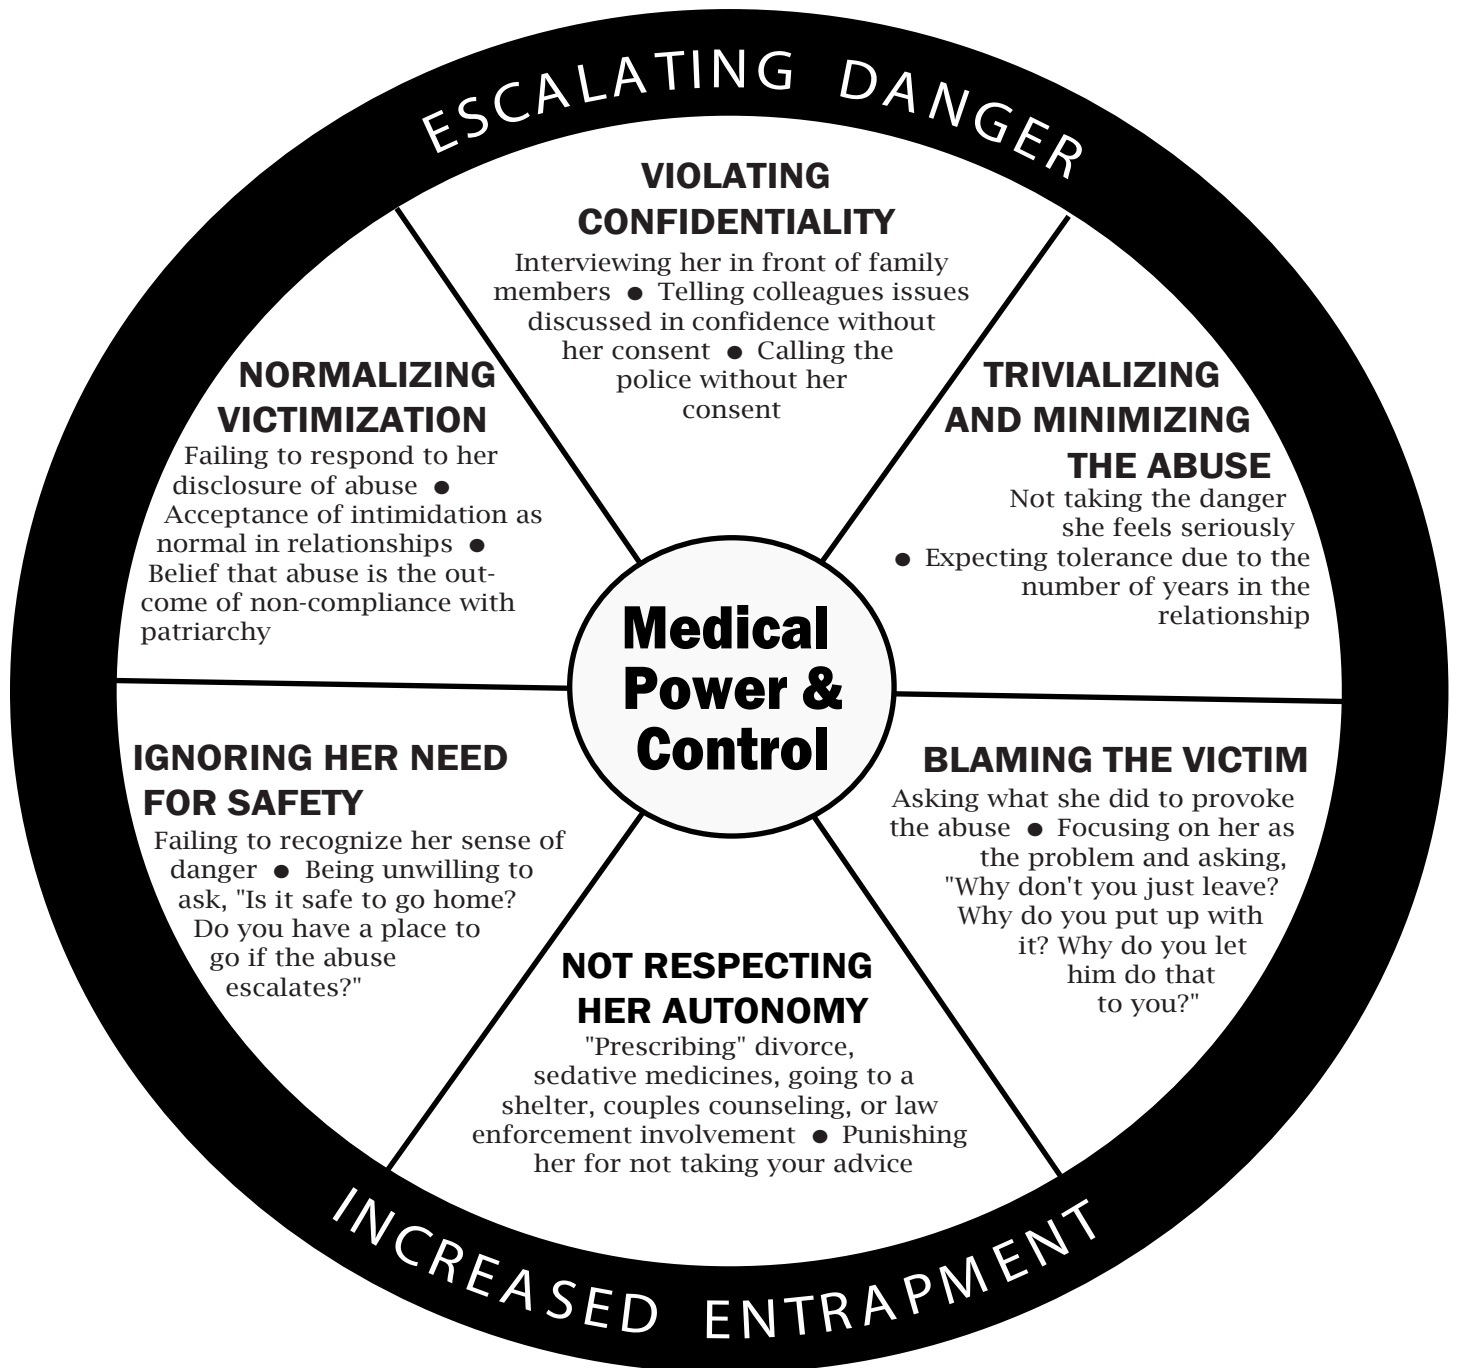 ESCALATING DANGER
VIOLATING
CONFIDENTIALITY
Interviewing her in front of family
members ● Telling colleagues issues
discussed in confidence without
her consent ● Calling the
police without her
consent
TRIVIALIZING
AND MINIMIZING
THE ABUSE
Not taking the danger
she feels seriously
● Expecting tolerance due to the
number of years in the
relationship
BLAMING THE VICTIM
Asking what she did to provoke
the abuse ● Focusing on her as
the problem and asking,
"Why don't you just leave?
Why do you put up with
it? Why do you let
him do that
to you?"
NOT RESPECTING
HER AUTONOMY
"Prescribing" divorce,
sedative medicines, going to a
shelter, couples counseling, or law
enforcement involvement ● Punishing
her for not taking your advice
IGNORING HER NEED
FOR SAFETY
Failing to recognize her sense of
danger ● Being unwilling to
ask, "Is it safe to go home?
Do you have a place to
go if the abuse
escalates?"
NORMALIZING
VICTIMIZATION
Failing to respond to her
disclosure of abuse ●
Acceptance of intimidation as
normal in relationships ●
Belief that abuse is the out-
come of non-compliance with
patriarchy
Medical
Power &
Control
INCREASED ENTRAPMENT